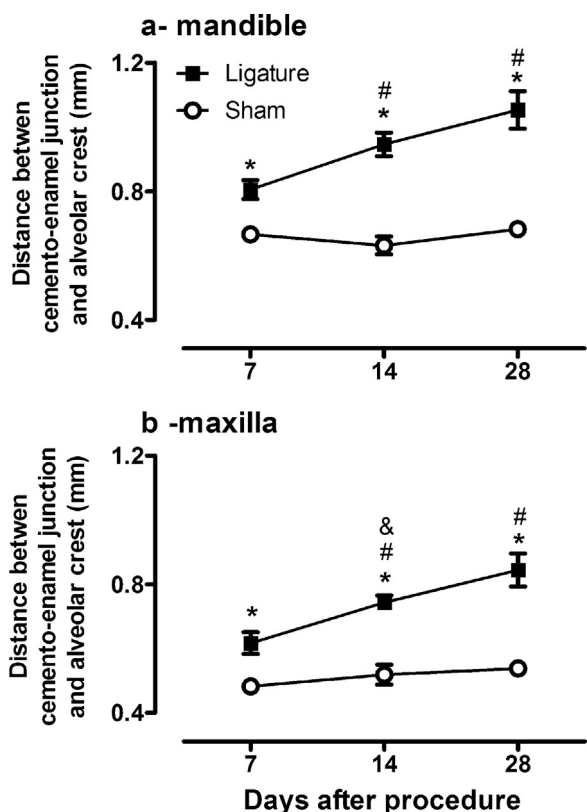 a- mandible
Distance betwen
cemento-enamel junction
and alveolar crest (mm)
1.2
0.8
0.4
Ligature
Sham
*
#
*
#
*
7
14
28
b -maxilla
Distance betwen
cemento-enamel junction
and alveolar crest (mm)
1.2
0.8
0.4
*
&
#
*
#
*
7
14
28
Days after procedure